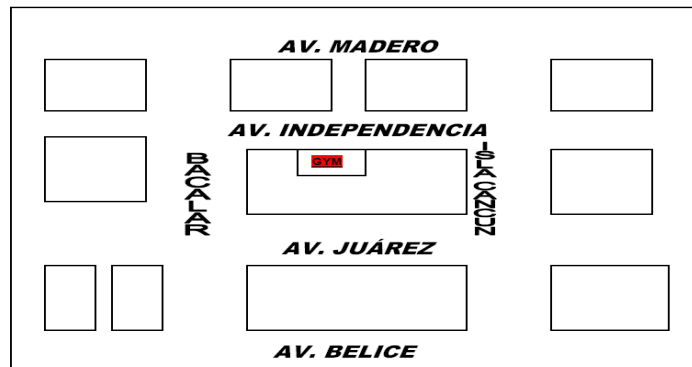 AV. MADERO
AV. INDEPENDENCIA
BACALAR
GYM
ISLA CANCUN
AV. JUÁREZ
AV. BELICE